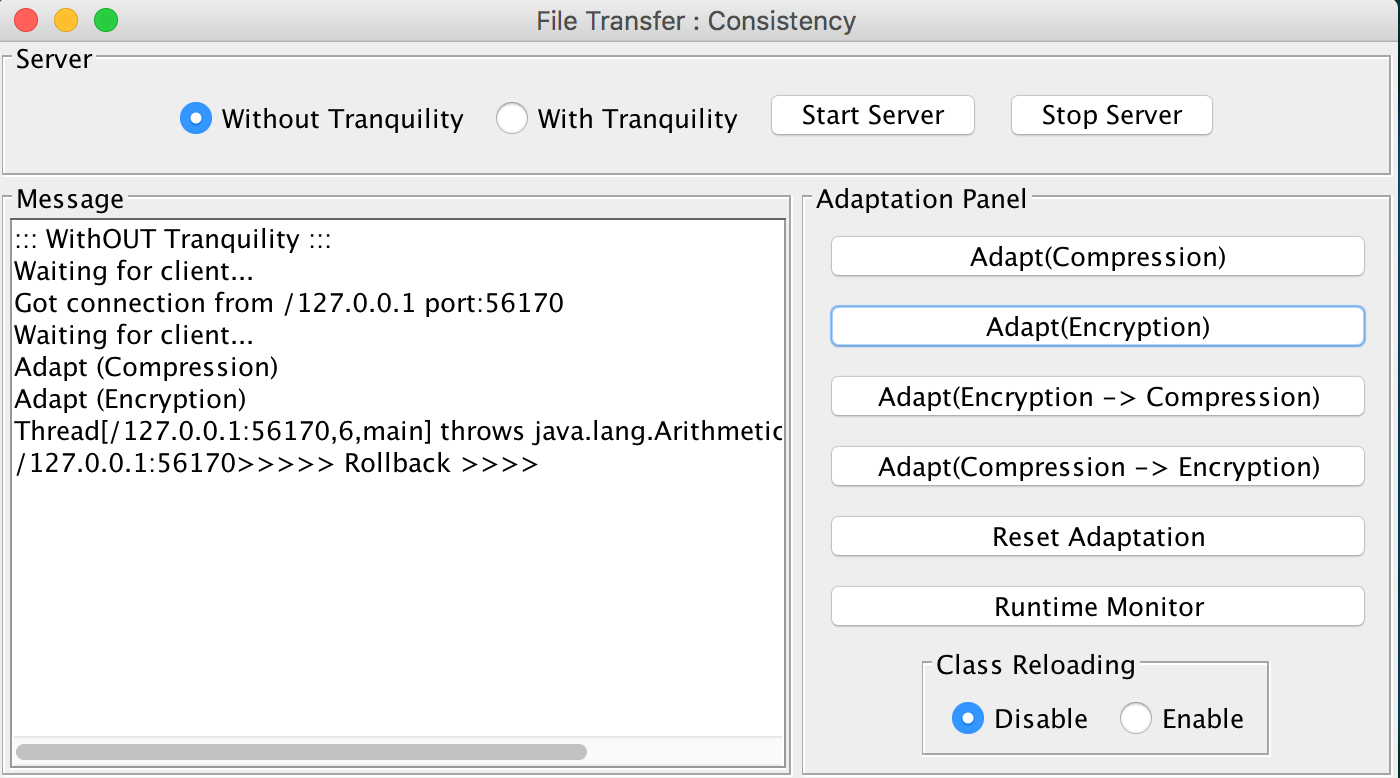 File Transfer : Consistency
Server
Without Tranquility With Tranquility Start Server Stop Server
Message
::: WithOUT Tranquility :::
Waiting for client...
Got connection from /127.0.0.1 port:56170
Waiting for client...
Adapt (Compression)
Adapt (Encryption)
Thread[/127.0.0.1:56170,6,main] throws java.lang.Arithmetic
/127.0.0.1:56170>>>>> Rollback >>>>
Adaptation Panel
Adapt(Compression)
Adapt(Encryption)
Adapt(Encryption -> Compression)
Adapt(Compression -> Encryption)
Reset Adaptation
Runtime Monitor
Class Reloading
Disable Enable